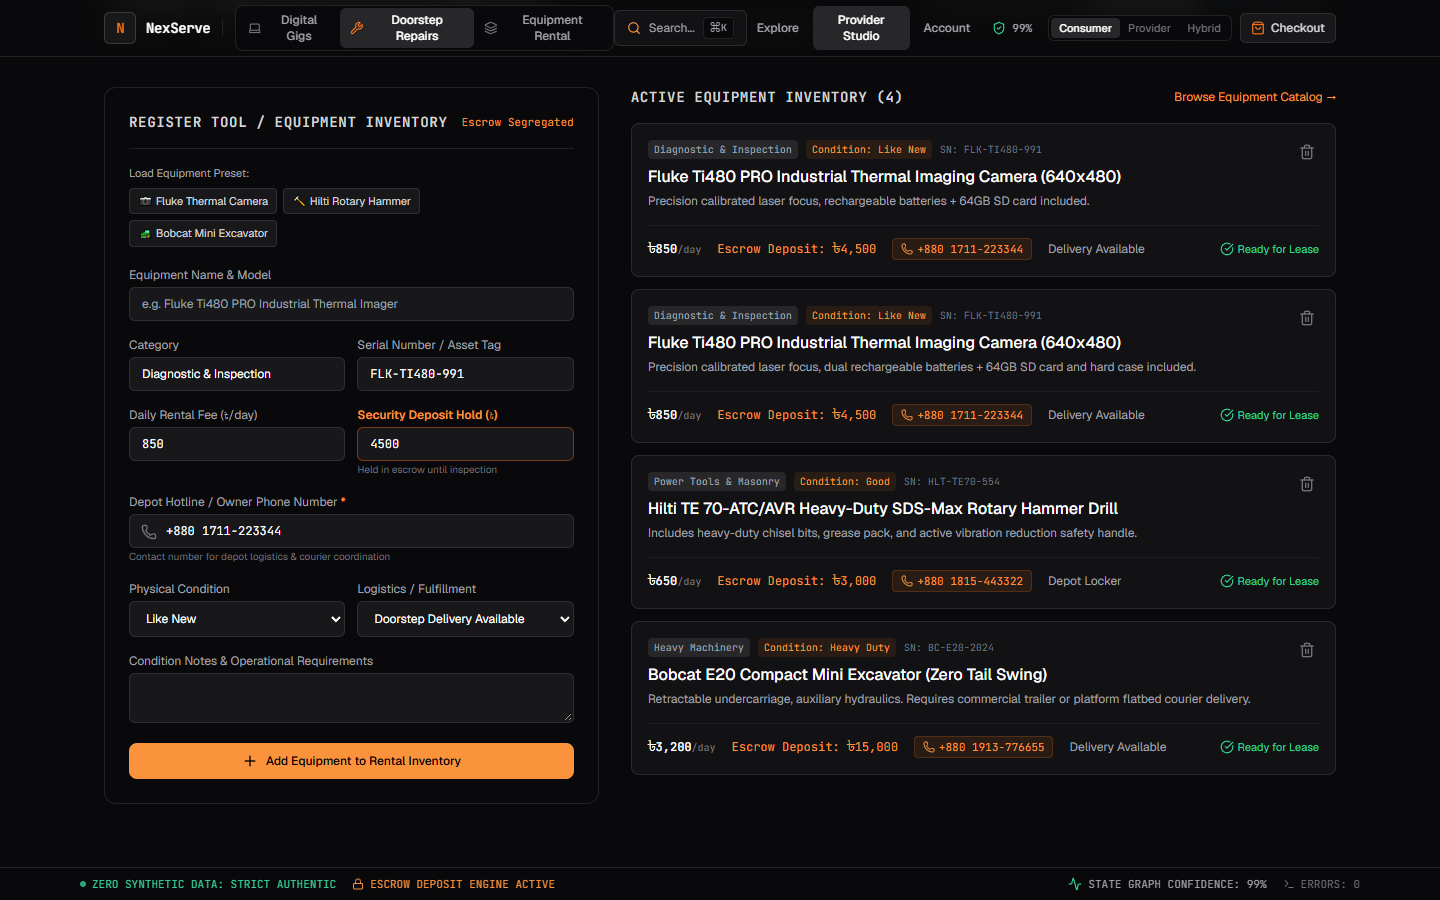 N NexServe
Digital Gigs
Doorstep Repairs
Equipment Rental
Search... ⌘K
Explore
Provider Studio
Account
99%
Consumer Provider Hybrid
Checkout
REGISTER TOOL / EQUIPMENT INVENTORY Escrow Segregated
Load Equipment Preset:
Fluke Thermal Camera
Hilti Rotary Hammer
Bobcat Mini Excavator
Equipment Name & Model
e.g. Fluke Ti480 PRO Industrial Thermal Imager
Category Serial Number / Asset Tag
Diagnostic & Inspection FLK-TI480-991
Daily Rental Fee (৳/day) Security Deposit Hold (৳)
850 4500
Held in escrow until inspection
Depot Hotline / Owner Phone Number *
+880 1711-223344
Contact number for depot logistics & courier coordination
Physical Condition Logistics / Fulfillment
Like New Doorstep Delivery Available
Condition Notes & Operational Requirements
+ Add Equipment to Rental Inventory
ACTIVE EQUIPMENT INVENTORY (4) Browse Equipment Catalog →
Diagnostic & Inspection Condition: Like New SN: FLK-TI480-991
Fluke Ti480 PRO Industrial Thermal Imaging Camera (640x480)
Precision calibrated laser focus, rechargeable batteries + 64GB SD card included.
৳850/day Escrow Deposit: ৳4,500 +880 1711-223344 Delivery Available Ready for Lease
Diagnostic & Inspection Condition: Like New SN: FLK-TI480-991
Fluke Ti480 PRO Industrial Thermal Imaging Camera (640x480)
Precision calibrated laser focus, dual rechargeable batteries + 64GB SD card and hard case included.
৳850/day Escrow Deposit: ৳4,500 +880 1711-223344 Delivery Available Ready for Lease
Power Tools & Masonry Condition: Good SN: HLT-TE70-554
Hilti TE 70-ATC/AVR Heavy-Duty SDS-Max Rotary Hammer Drill
Includes heavy-duty chisel bits, grease pack, and active vibration reduction safety handle.
৳650/day Escrow Deposit: ৳3,000 +880 1815-443322 Depot Locker Ready for Lease
Heavy Machinery Condition: Heavy Duty SN: BC-E20-2024
Bobcat E20 Compact Mini Excavator (Zero Tail Swing)
Retractable undercarriage, auxiliary hydraulics. Requires commercial trailer or platform flatbed courier delivery.
৳3,200/day Escrow Deposit: ৳15,000 +880 1913-776655 Delivery Available Ready for Lease
ZERO SYNTHETIC DATA: STRICT AUTHENTIC ESCROW DEPOSIT ENGINE ACTIVE STATE GRAPH CONFIDENCE: 99% ERRORS: 0